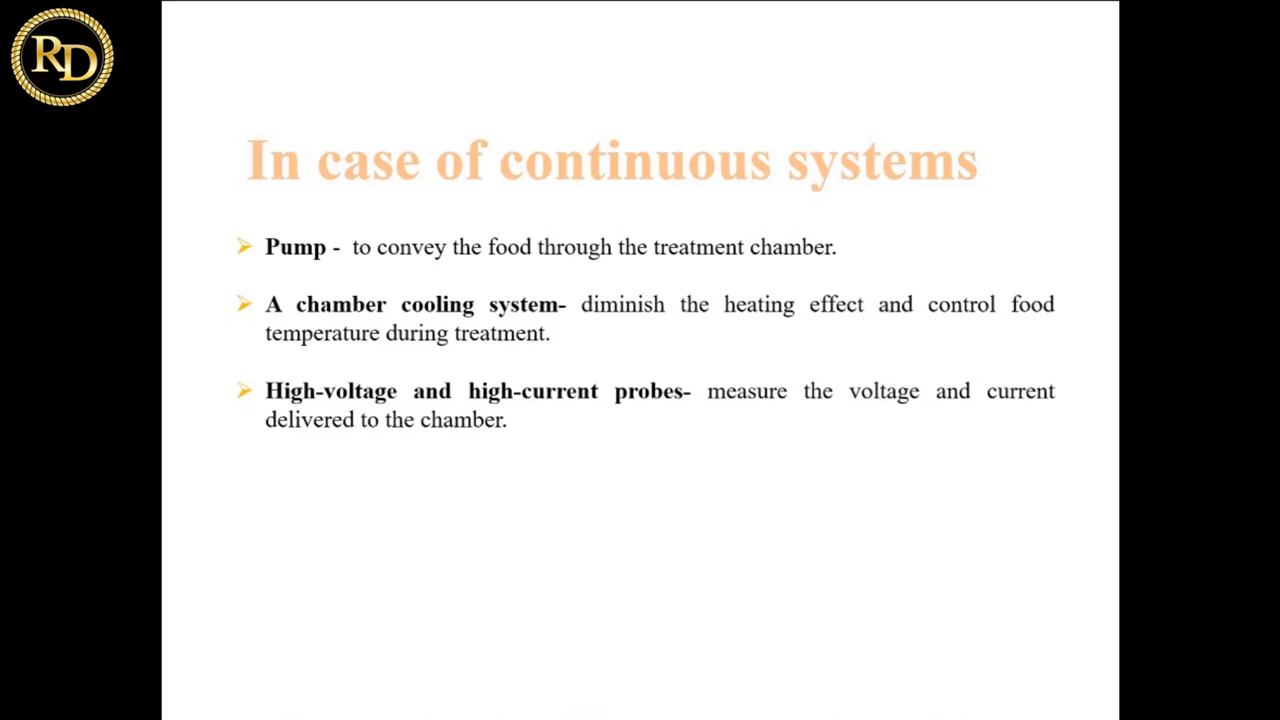 RD
In case of continuous systems
➢ Pump - to convey the food through the treatment chamber.
➢ A chamber cooling system- diminish the heating effect and control food
temperature during treatment.
➢ High-voltage and high-current probes- measure the voltage and current
delivered to the chamber.